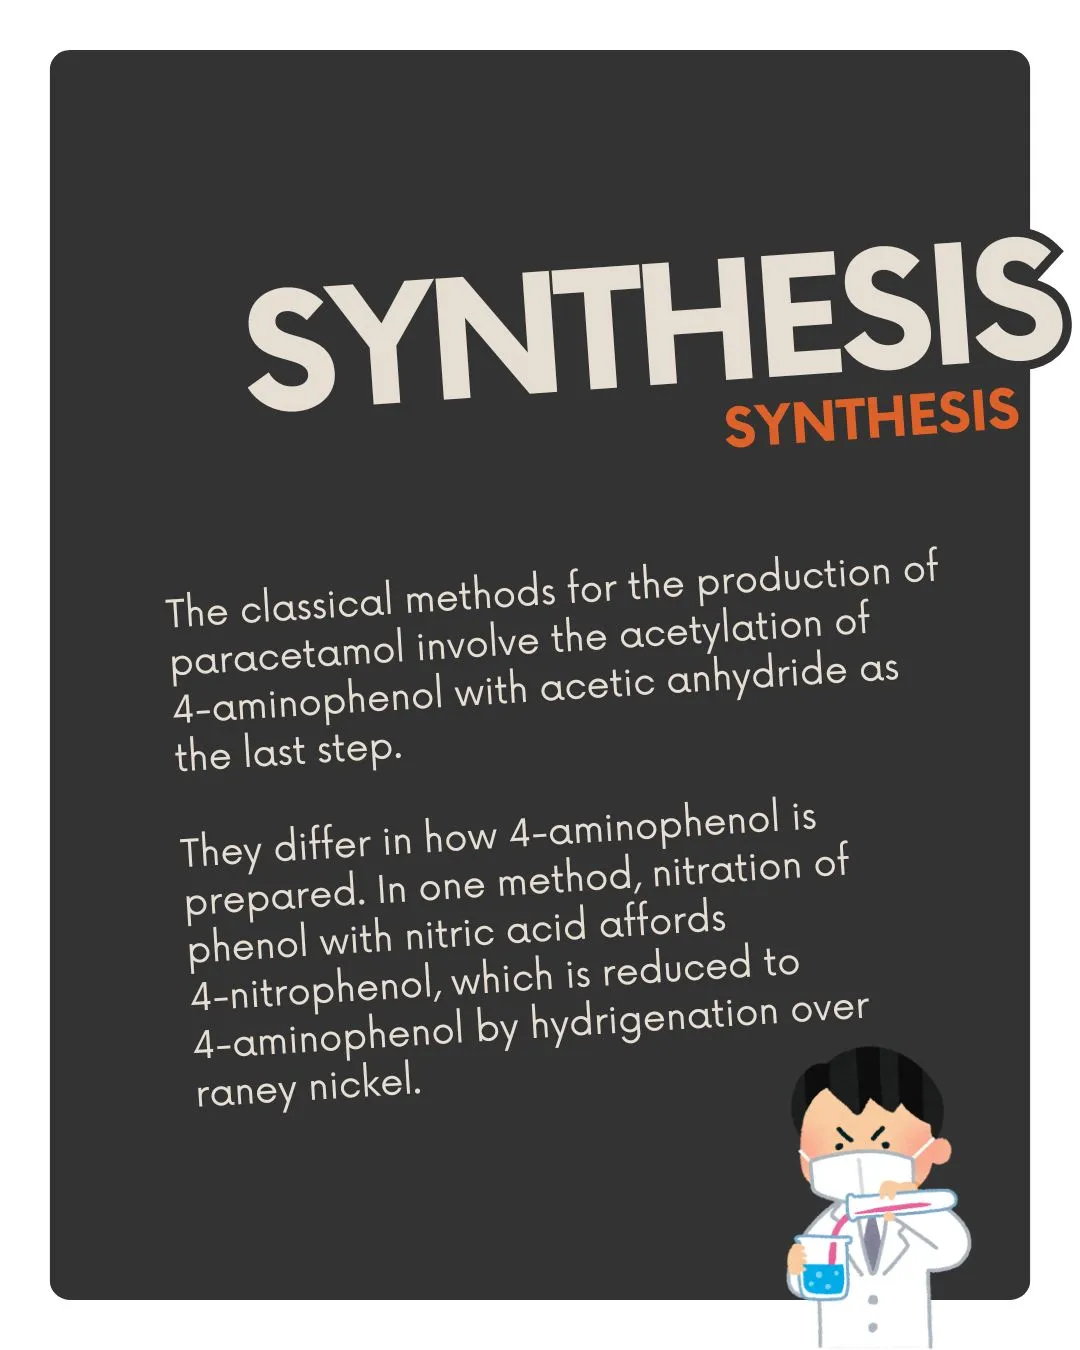 SYNTHESIS
SYNTHESIS
The classical methods for the production of
paracetamol involve the acetylation of
4-aminophenol with acetic anhydride as
the last step.
They differ in how 4-aminophenol is
prepared. In one method, nitration of
phenol with nitric acid affords
4-nitrophenol, which is reduced to
4-aminophenol by hydrigenation over
raney nickel.